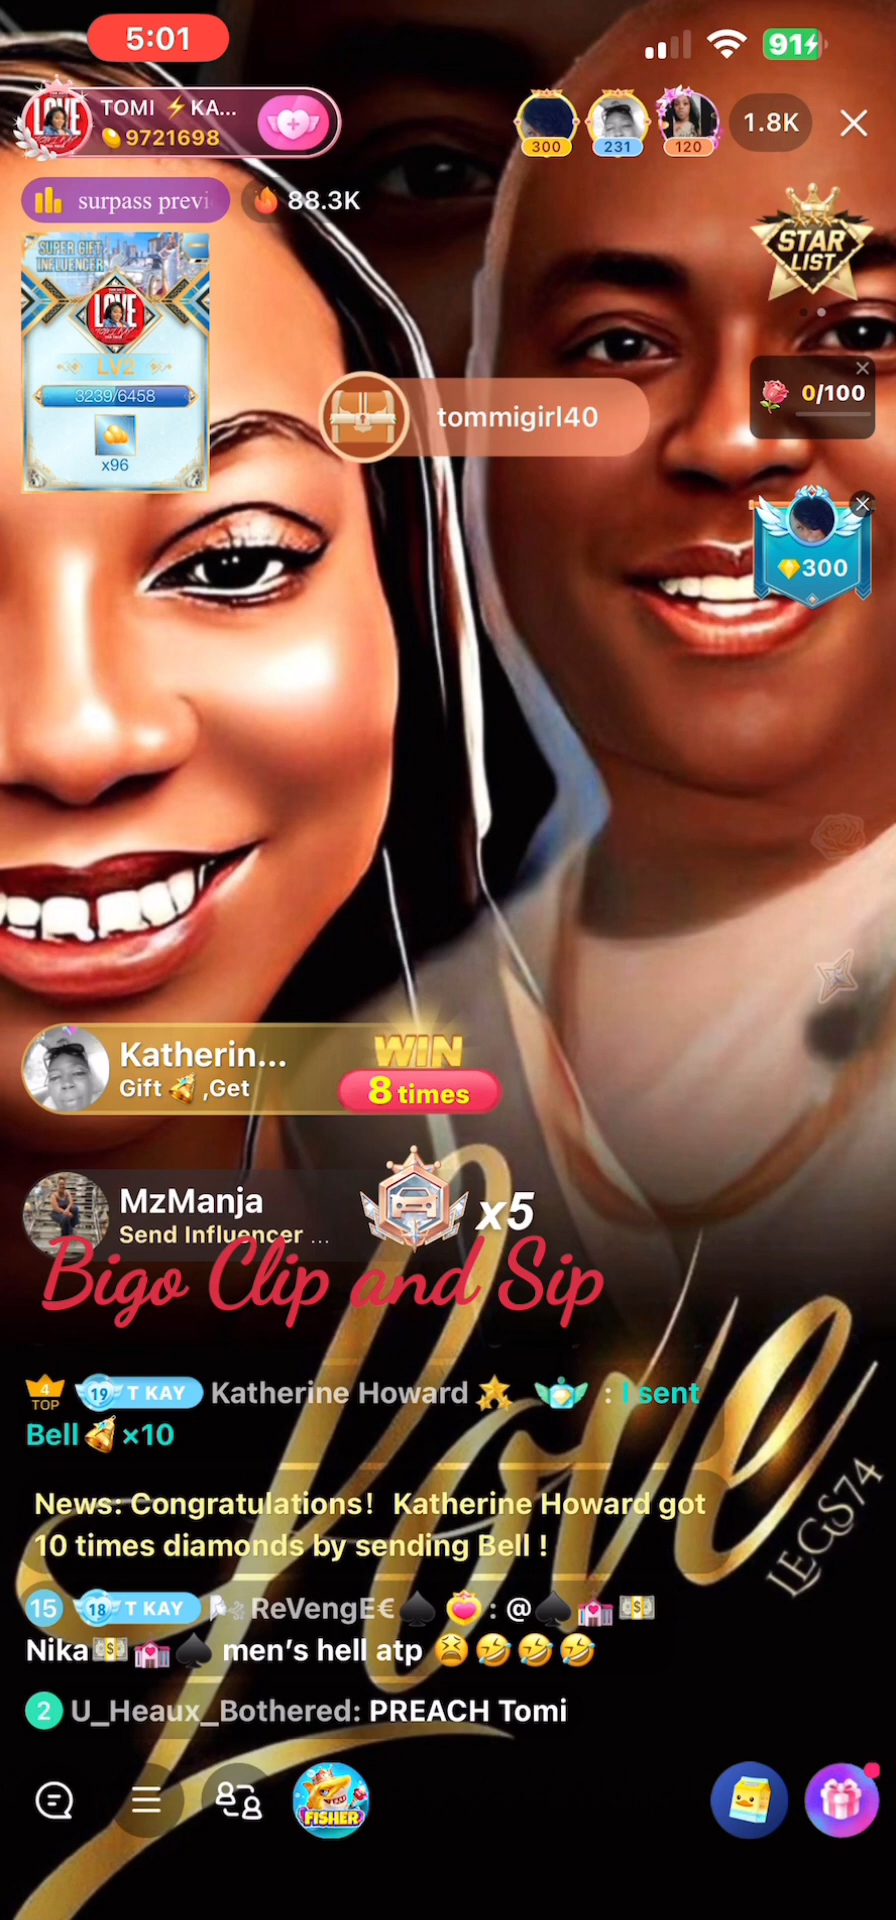 5:01
91
TOMI ⚡KA...
9721698
300
231
120
1.8K
surpass previ
88.3K
STAR
LIST
SUPER GIFT
INFLUENCER
LOVE
LV2
3239/6458
x96
tommigirl40
0/100
300
Katherin...
Gift 🔔 ,Get
WIN
8 times
MzManja
Send Influencer ...
x5
Bigo Clip and Sip
4
TOP
19 T KAY Katherine Howard : I sent
Bell🔔×10
News: Congratulations！ Katherine Howard got
10 times diamonds by sending Bell !
15 18 T KAY 🌬ReVengE€♠️💝: @♠️💒💵
Nika💵💒♠️ men’s hell atp 😫🤣🤣🤣
2 U_Heaux_Bothered: PREACH Tomi
Love
LEGS74
FISHER